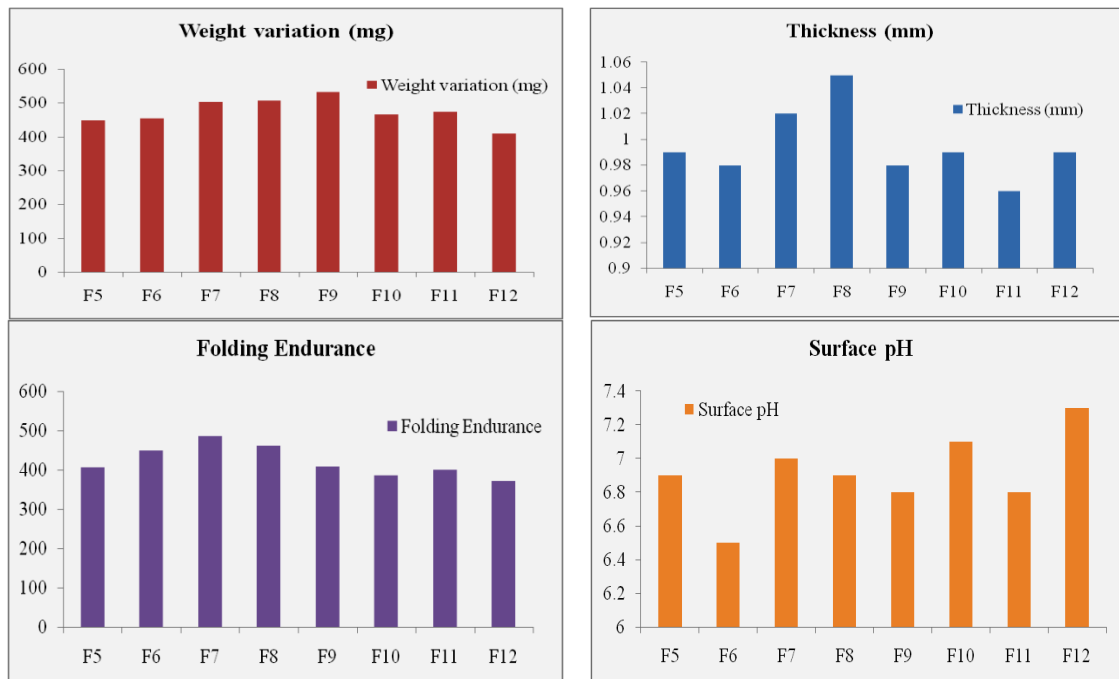 Weight variation (mg)
600
500
400
300
200
100
0
Weight variation (mg)
F5 F6 F7 F8 F9 F10 F11 F12
Thickness (mm)
1.06
1.04
1.02
1
0.98
0.96
0.94
0.92
0.9
Thickness (mm)
F5 F6 F7 F8 F9 F10 F11 F12
Folding Endurance
600
500
400
300
200
100
0
Folding Endurance
F5 F6 F7 F8 F9 F10 F11 F12
Surface pH
7.4
7.2
7
6.8
6.6
6.4
6.2
6
Surface pH
F5 F6 F7 F8 F9 F10 F11 F12